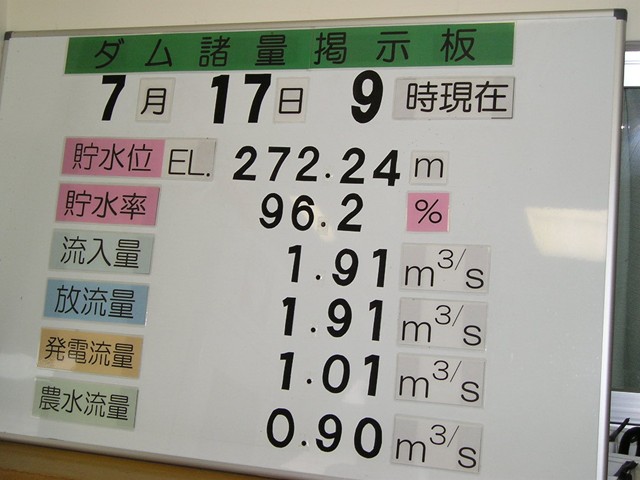 ダム諸量掲示板
7月 17日 9時現在
貯水位 EL. 272.24 m
貯水率 96.2 %
流入量 1.91 m3/s
放流量 1.91 m3/s
発電流量 1.01 m3/s
農水流量 0.90 m3/s